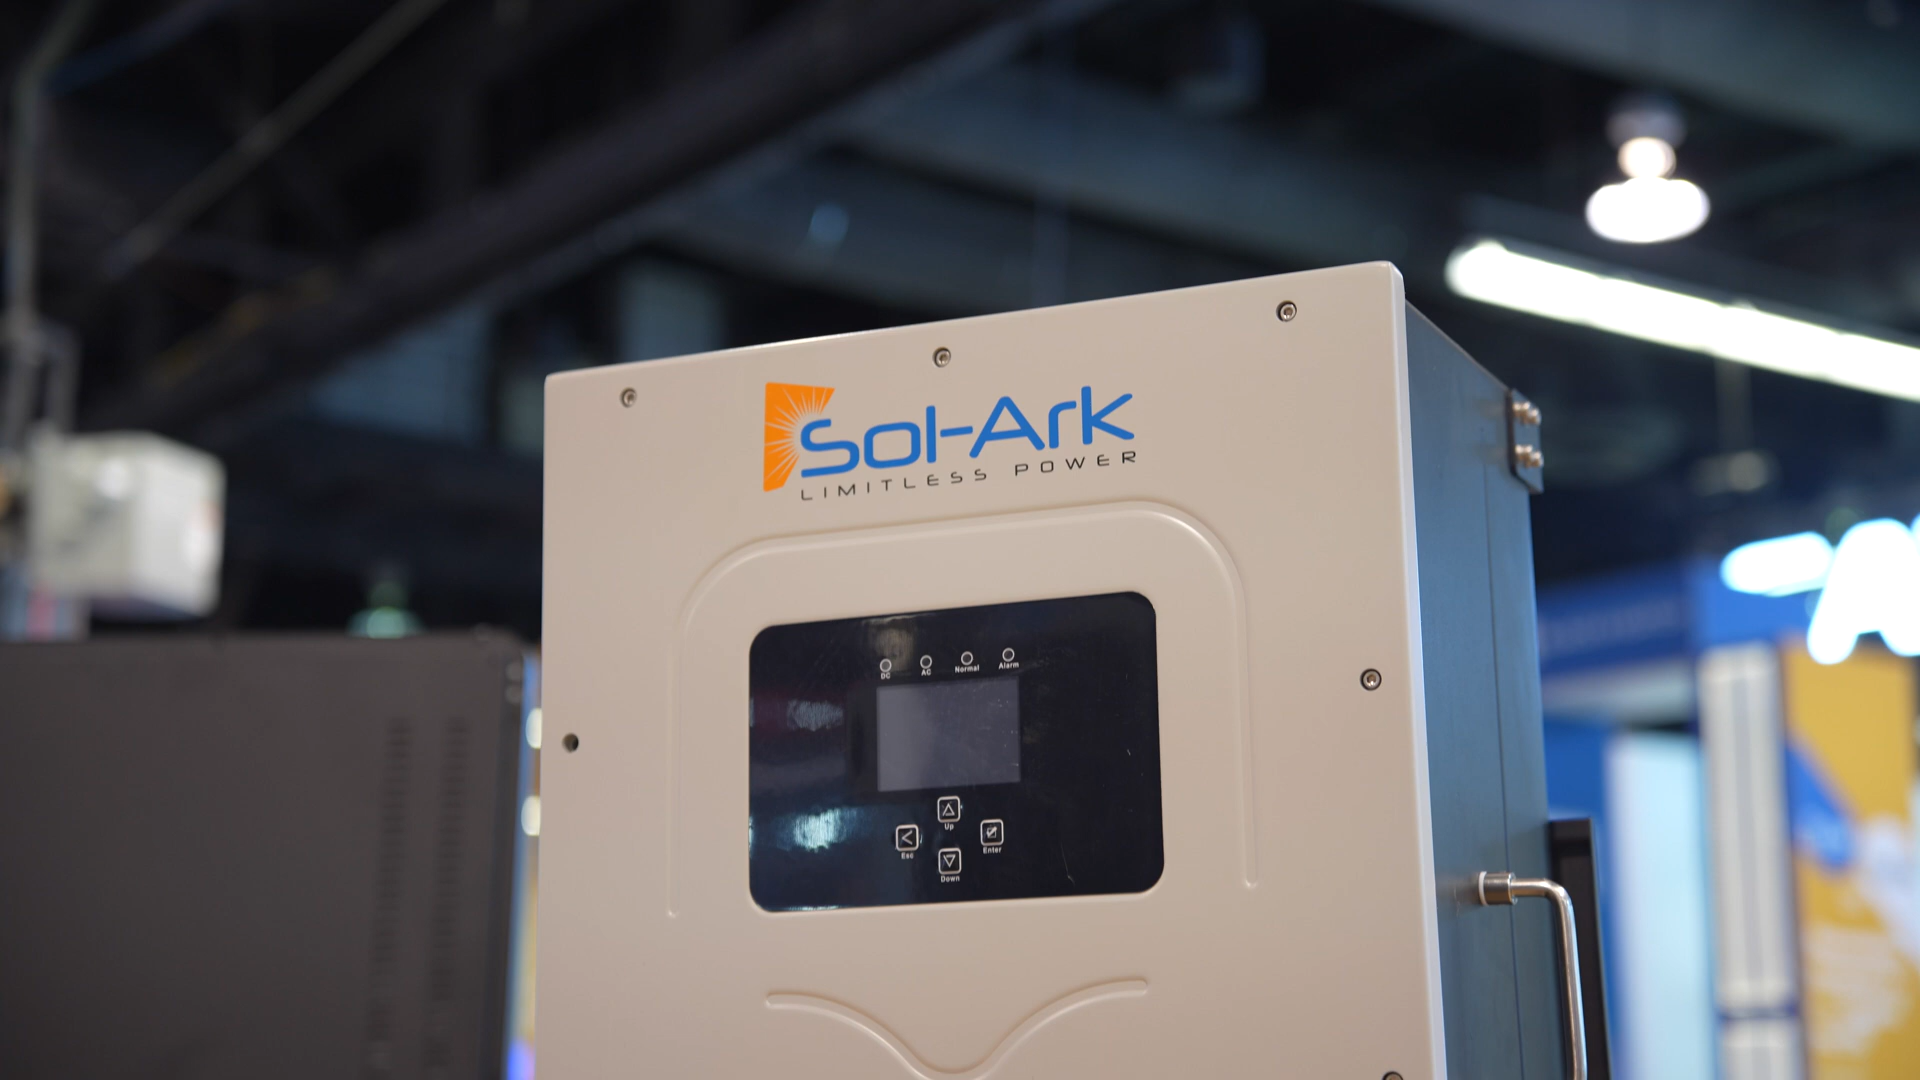 Sol-Ark
LIMITLESS POWER
DC AC Normal Alarm
Up
Esc
Enter
Down